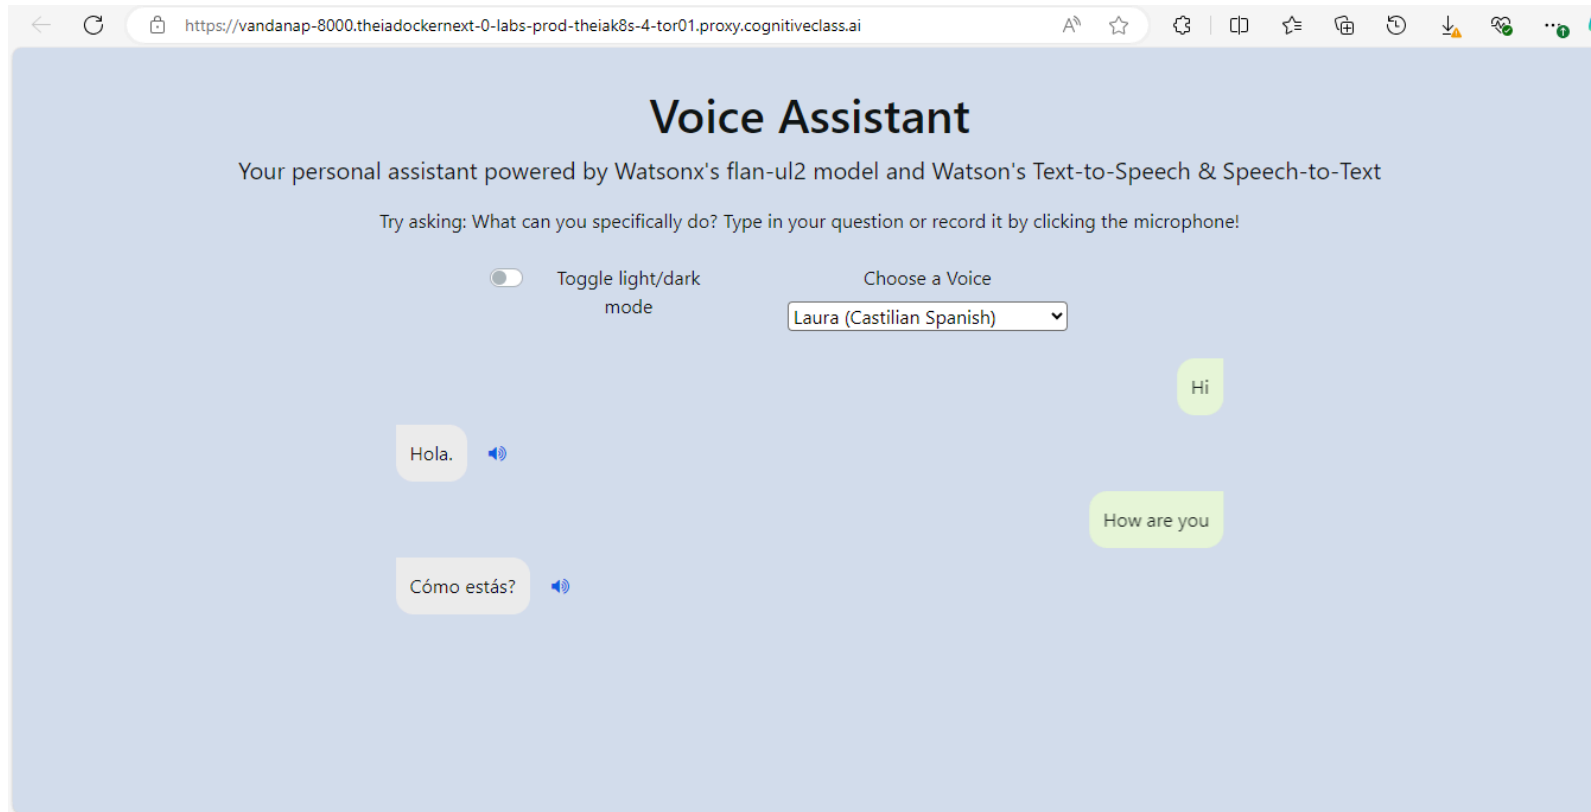 https://vandanap-8000.theiadockernext-0-labs-prod-theiak8s-4-tor01.proxy.cognitiveclass.ai
Voice Assistant
Your personal assistant powered by Watsonx's flan-ul2 model and Watson's Text-to-Speech & Speech-to-Text
Try asking: What can you specifically do? Type in your question or record it by clicking the microphone!
Toggle light/dark
mode
Choose a Voice
Laura (Castilian Spanish)
Hi
Hola.
How are you
Cómo estás?